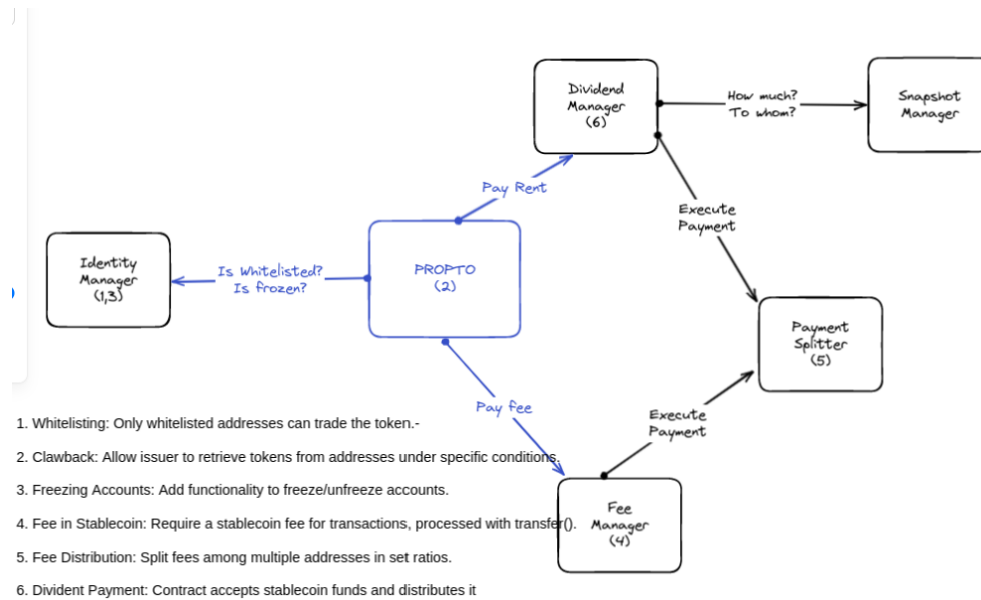 Dividend
Manager
(6)
How much?
To whom?
Snapshot
Manager
Pay Rent
Execute
Payment
Identity
Manager
(1,3)
Is Whitelisted?
Is frozen?
PROPTO
(2)
Payment
Splitter
(5)
Pay fee
Execute
Payment
1. Whitelisting: Only whitelisted addresses can trade the token.-
2. Clawback: Allow issuer to retrieve tokens from addresses under specific conditions.
3. Freezing Accounts: Add functionality to freeze/unfreeze accounts.
4. Fee in Stablecoin: Require a stablecoin fee for transactions, processed with transfer().
Fee
Manager
(4)
5. Fee Distribution: Split fees among multiple addresses in set ratios.
6. Divident Payment: Contract accepts stablecoin funds and distributes it